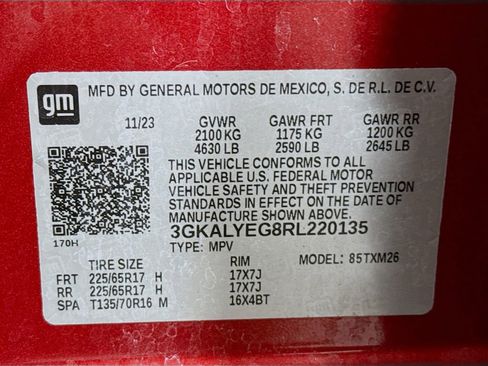 gm
MFD BY GENERAL MOTORS DE MEXICO, S. DE R.L. DE C.V.
11/23 GVWR GAWR FRT GAWR RR
2100 KG 1175 KG 1200 KG
4630 LB 2590 LB 2645 LB
THIS VEHICLE CONFORMS TO ALL
APPLICABLE U.S. FEDERAL MOTOR
VEHICLE SAFETY AND THEFT PREVENTION
STANDARDS IN EFFECT ON THE DATE OF
MANUFACTURE SHOWN ABOVE.
3GKALYEG8RL220135
170H TYPE: MPV
TIRE SIZE RIM 85TXM26
FRT 225/65R17 H 17X7J
RR 225/65R17 H 17X7J
SPA T135/70R16 M 16X4BT